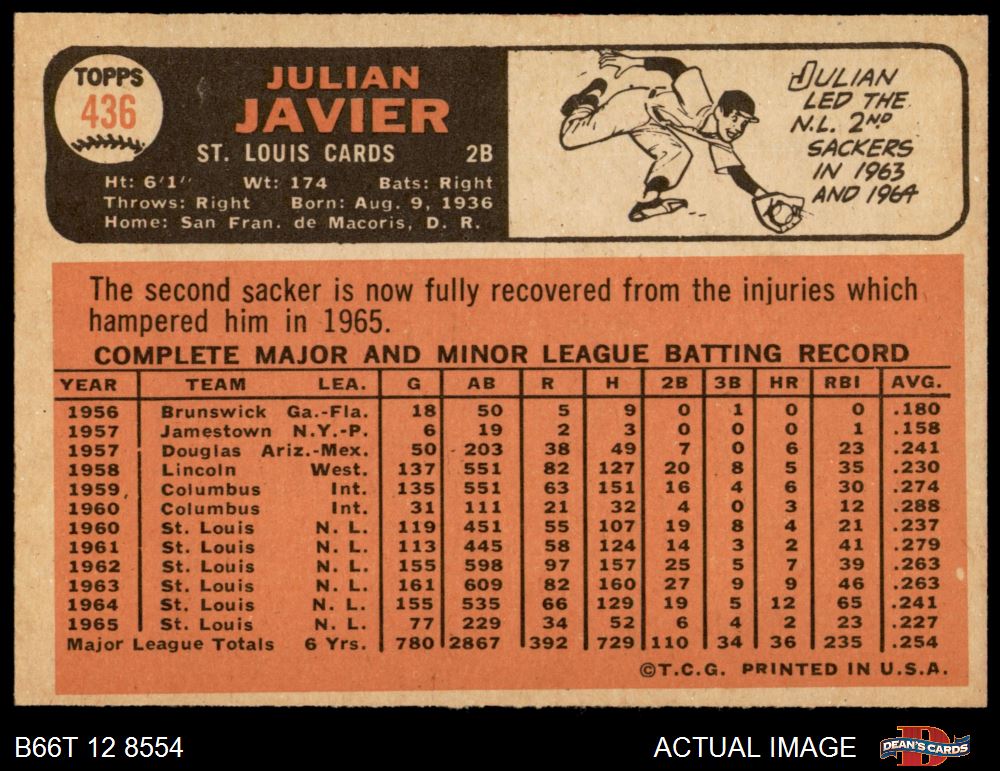 TOPPS
436
JULIAN
JAVIER
ST. LOUIS CARDS 2B
Ht: 6'1" Wt: 174 Bats: Right
Throws: Right Born: Aug. 9, 1936
Home: San Fran. de Macoris, D. R.
JULIAN
LED THE
N.L. 2ND
SACKERS
IN 1963
AND 1964
The second sacker is now fully recovered from the injuries which
hampered him in 1965.
COMPLETE MAJOR AND MINOR LEAGUE BATTING RECORD
YEAR TEAM LEA. G AB R H 2B 3B HR RBI AVG.
1956 Brunswick Ga.-Fla. 18 50 5 9 0 1 0 0 .180
1957 Jamestown N.Y.-P. 6 19 2 3 0 0 0 1 .158
1957 Douglas Ariz.-Mex. 50 203 38 49 7 0 6 23 .241
1958 Lincoln West. 137 551 82 127 20 8 5 35 .230
1959 Columbus Int. 135 551 63 151 16 4 6 30 .274
1960 Columbus Int. 31 111 21 32 4 0 3 12 .288
1960 St. Louis N. L. 119 451 55 107 19 8 4 21 .237
1961 St. Louis N. L. 113 445 58 124 14 3 2 41 .279
1962 St. Louis N. L. 155 598 97 157 25 5 7 39 .263
1963 St. Louis N. L. 161 609 82 160 27 9 9 46 .263
1964 St. Louis N. L. 155 535 66 129 19 5 12 65 .241
1965 St. Louis N. L. 77 229 34 52 6 4 2 23 .227
Major League Totals 6 Yrs. 780 2867 392 729 110 34 36 235 .254
©T.C.G. PRINTED IN U.S.A.
B66T 12 8554 ACTUAL IMAGE
D
DEAN'S CARDS